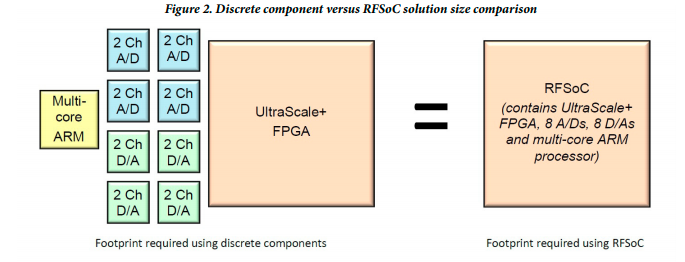 Figure 2. Discrete component versus RFSoC solution size comparison
2 Ch
A/D
2 Ch
A/D
2 Ch
A/D
2 Ch
A/D
Multi-
core
ARM
2 Ch
D/A
2 Ch
D/A
2 Ch
D/A
2 Ch
D/A
UltraScale+
FPGA
=
RFSoC
(contains UltraScale+
FPGA, 8 A/Ds, 8 D/As
and multi-core ARM
processor)
Footprint required using discrete components
Footprint required using RFSoC